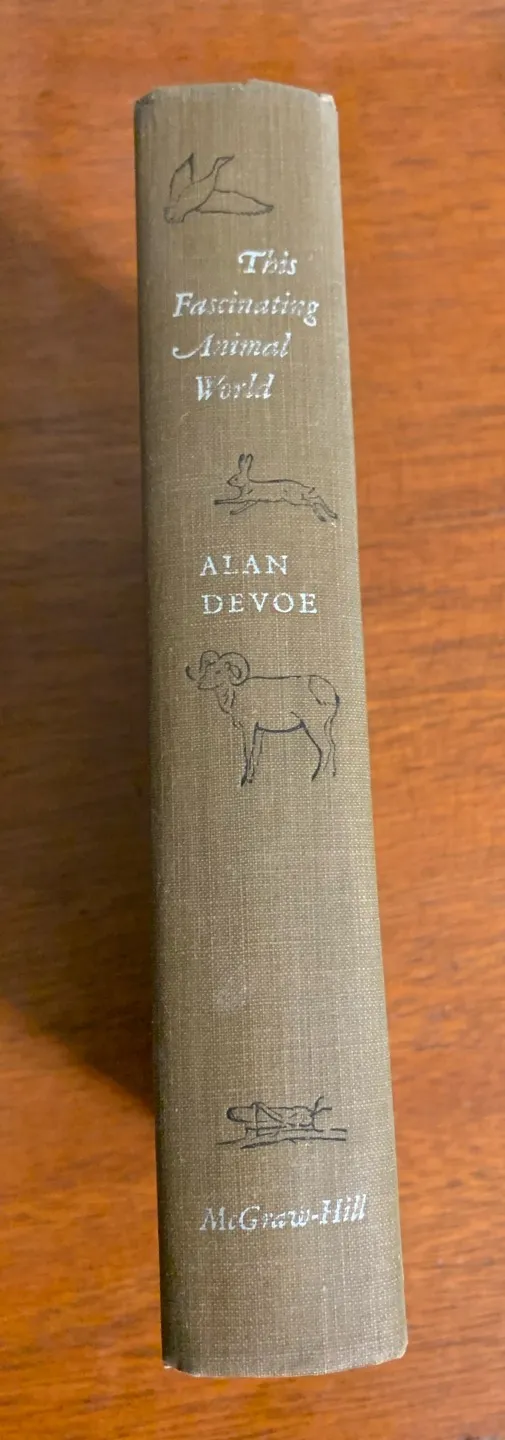 This
Fascinating
Animal
World
ALAN
DEVOE
McGraw-Hill